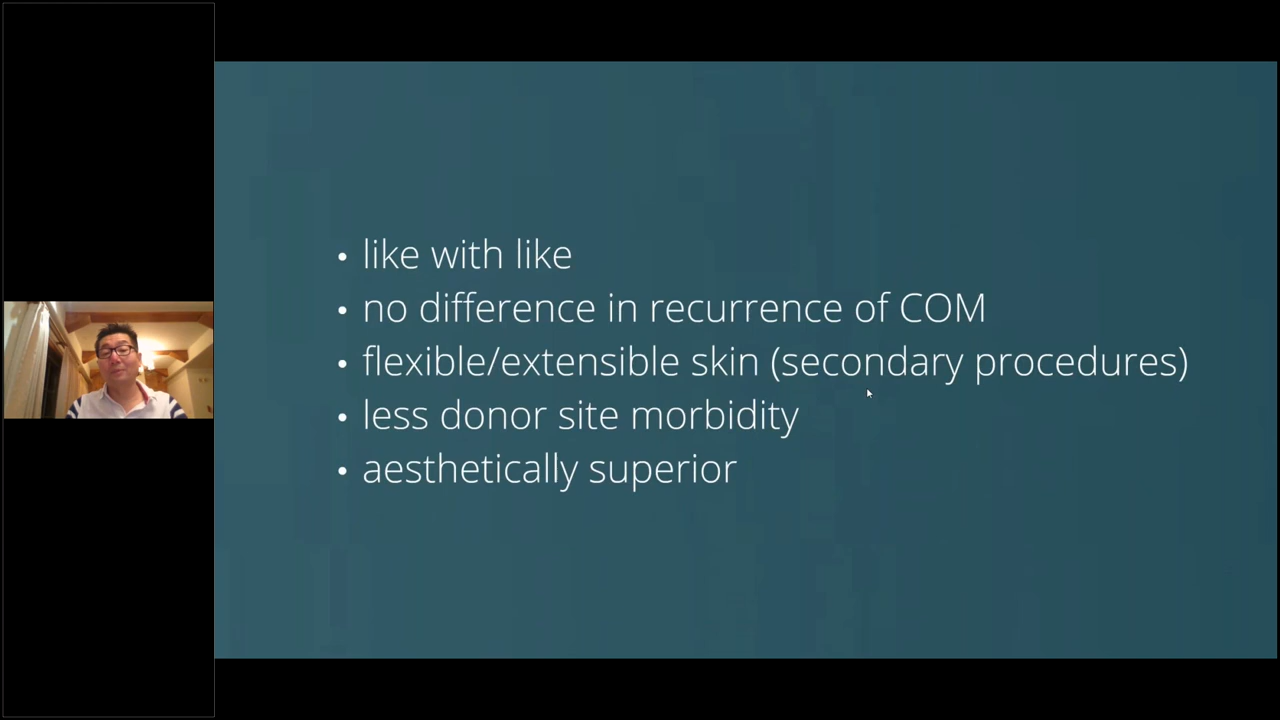 • like with like
• no difference in recurrence of COM
• flexible/extensible skin (secondary procedures)
• less donor site morbidity
• aesthetically superior